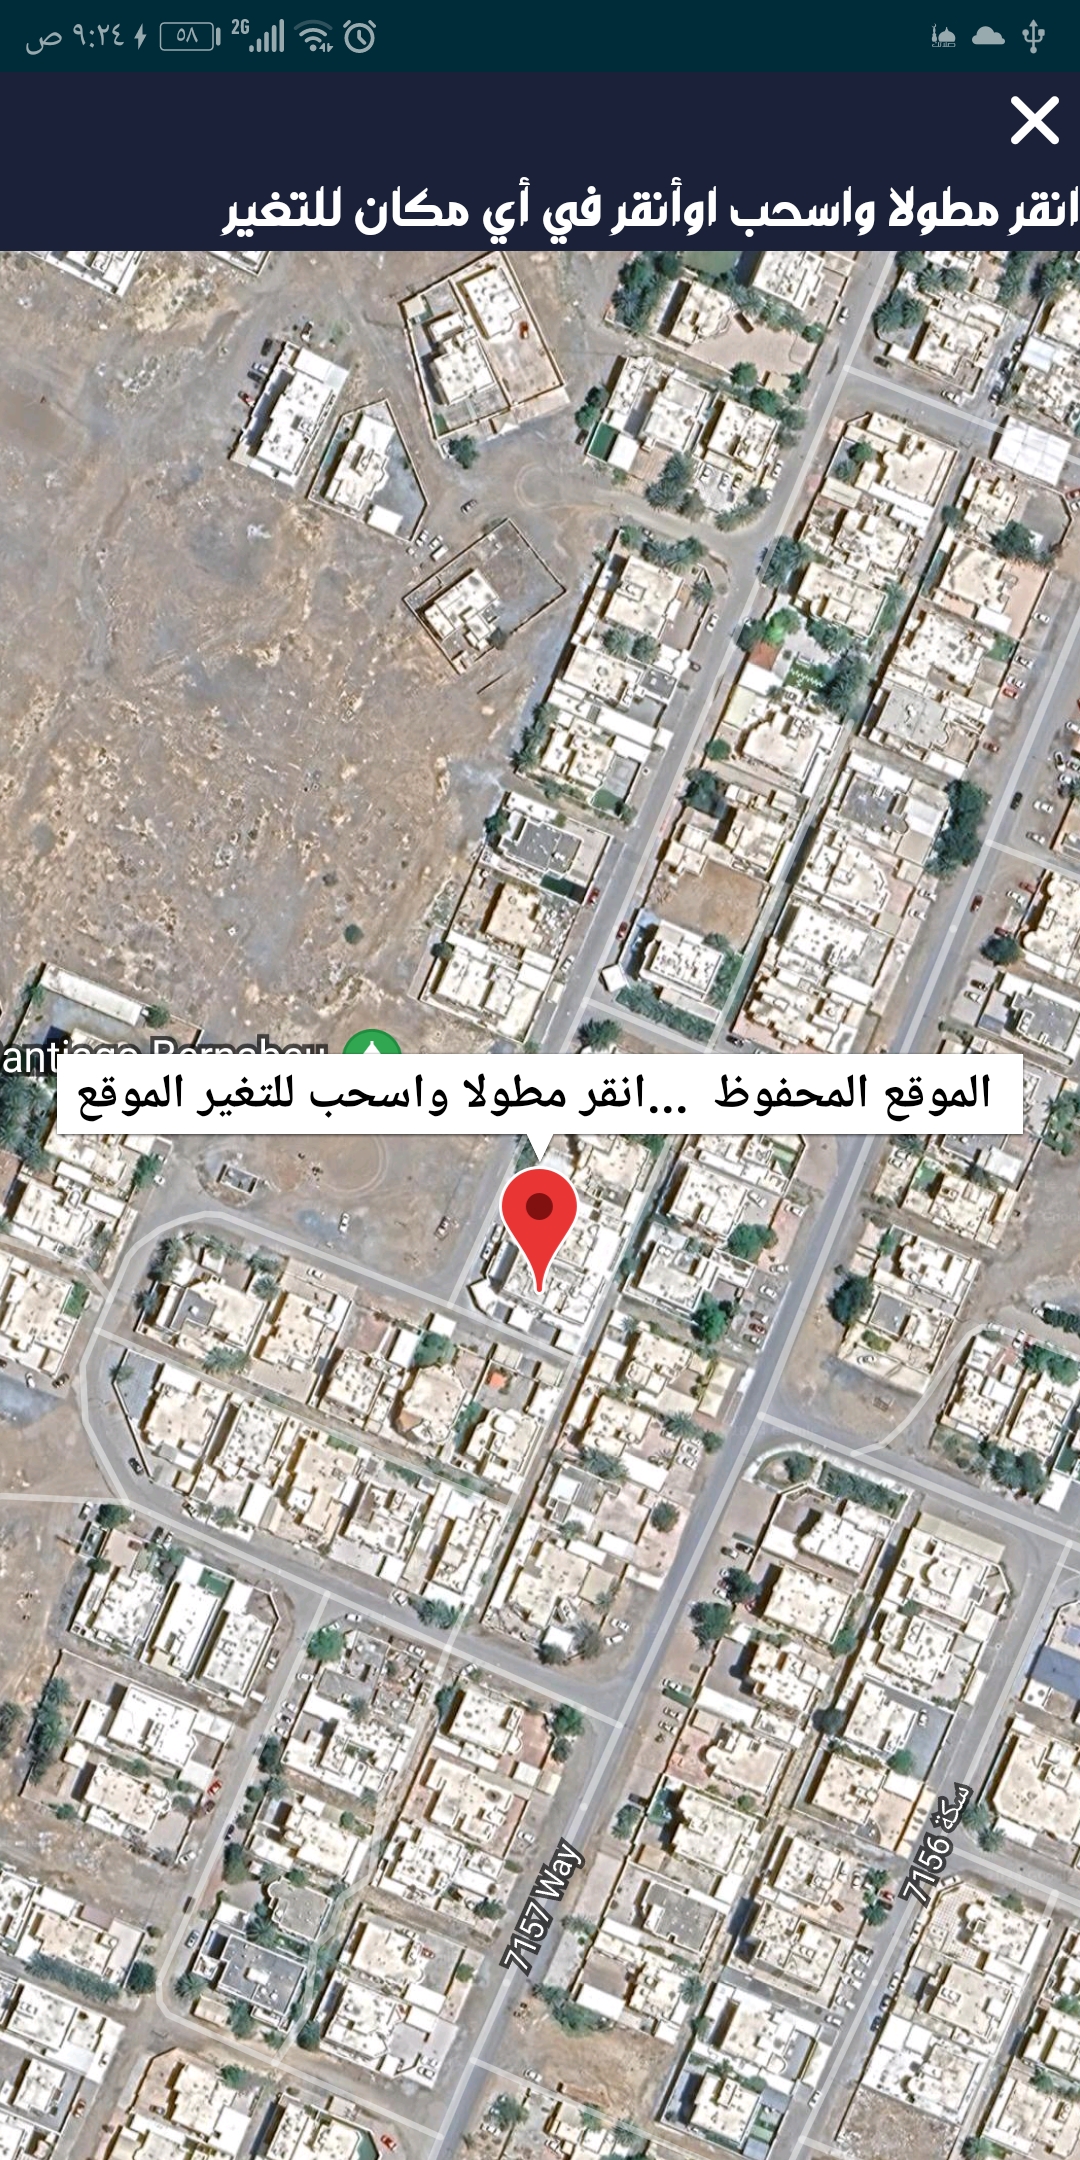 ٩:٢٤ ص ٥٨ 2G
انقر مطولا واسحب اوأنقر في أي مكان للتغير
antiago Bernabeu
الموقع المحفوظ ...انقر مطولا واسحب للتغير الموقع
سكة 7156
7157 Way